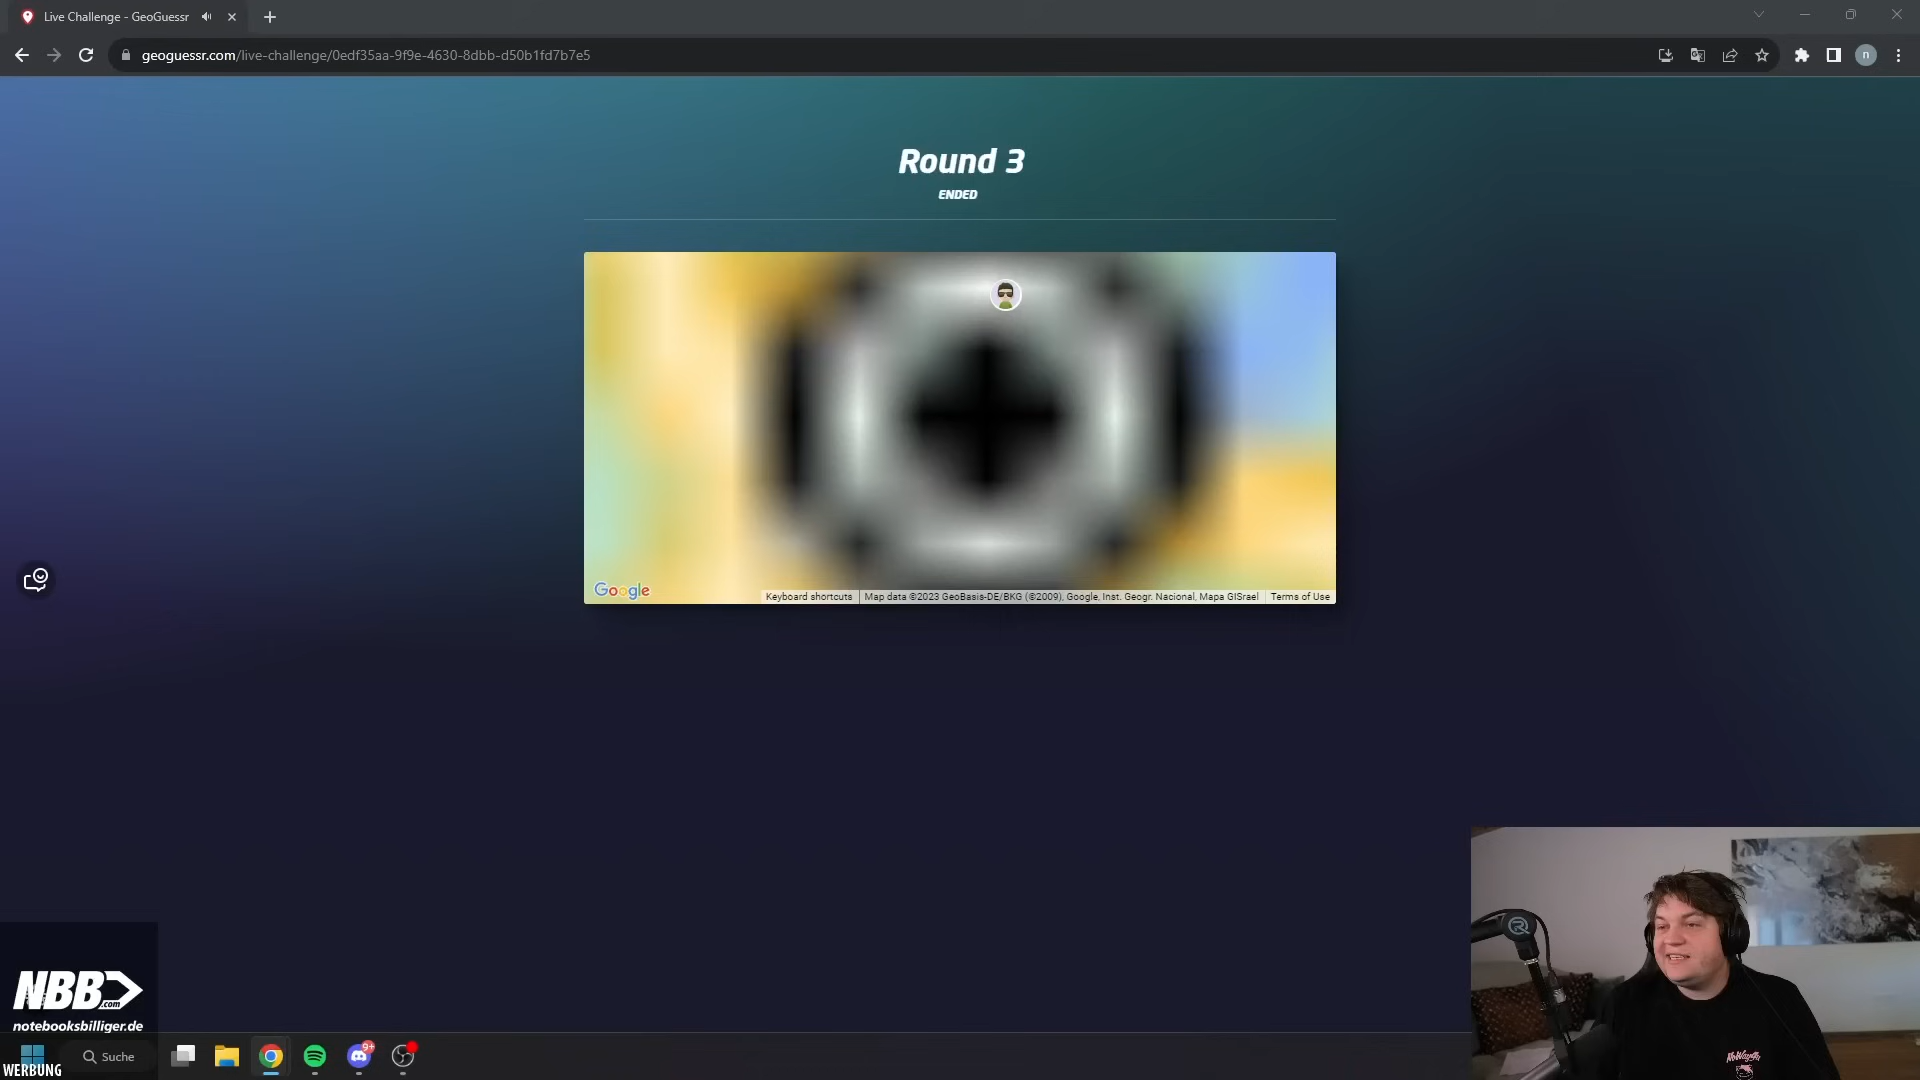 Live Challenge - GeoGuessr
geoguessr.com/live-challenge/0edf35aa-9f9e-4630-8dbb-d50b1fd7b7e5
n
Round 3
ENDED
Google
Keyboard shortcuts
Map data ©2023 GeoBasis-DE/BKG (©2009), Google, Inst. Geogr. Nacional, Mapa GISrael
Terms of Use
NBB
.com
notebooksbilliger.de
Suche
9+
WERBUNG